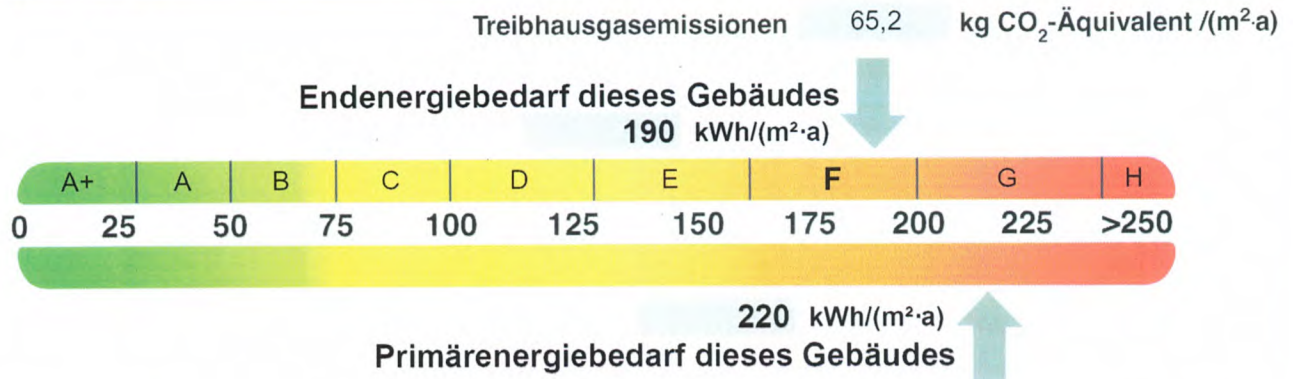 Treibhausgasemissionen 65,2 kg CO₂-Äquivalent /(m²·a)
Endenergiebedarf dieses Gebäudes
190 kWh/(m²·a)
A+ A B C D E F G H
0 25 50 75 100 125 150 175 200 225 >250
220 kWh/(m²·a)
Primärenergiebedarf dieses Gebäudes